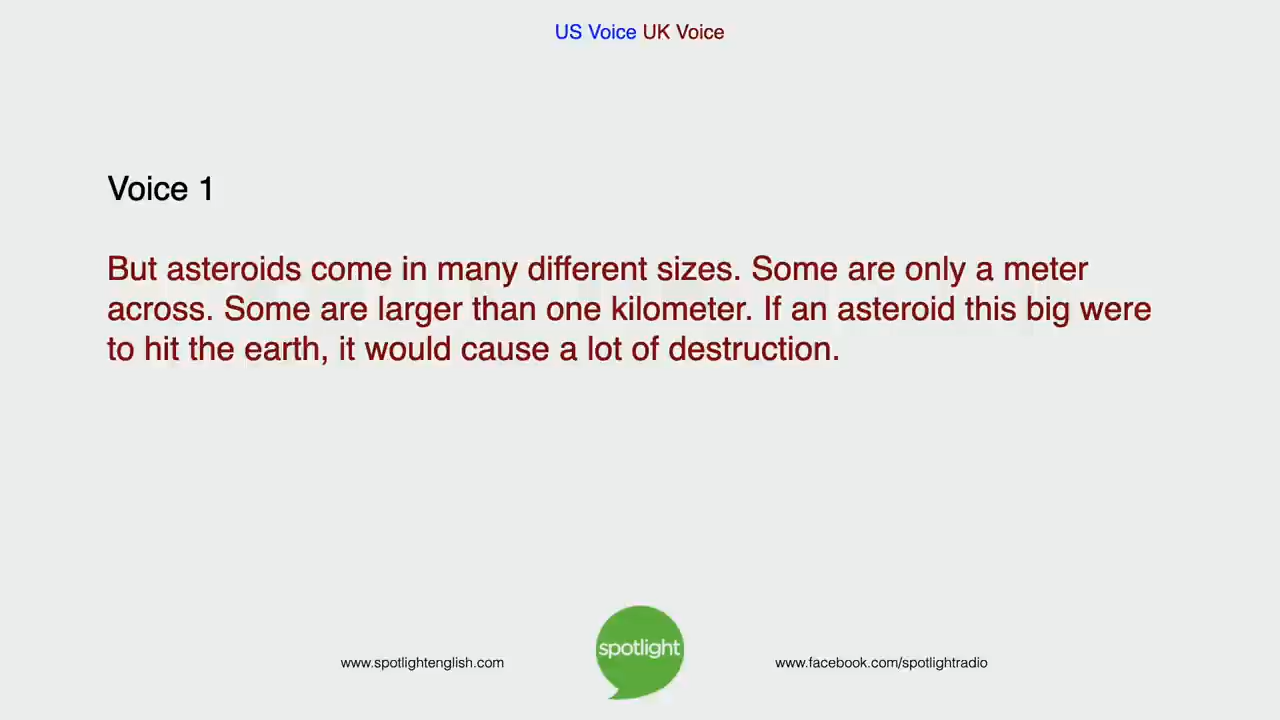 US Voice UK Voice
Voice 1
But asteroids come in many different sizes. Some are only a meter
across. Some are larger than one kilometer. If an asteroid this big were
to hit the earth, it would cause a lot of destruction.
www.spotlightenglish.com
spotlight
www.facebook.com/spotlightradio